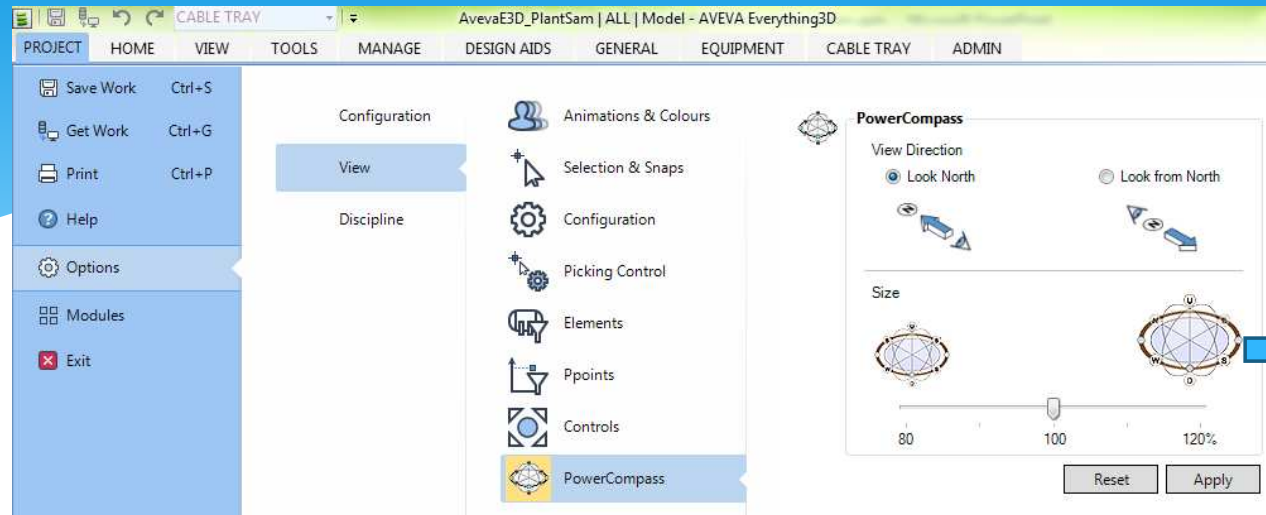 CABLE TRAY
AvevaE3D_PlantSam | ALL | Model - AVEVA Everything3D
PROJECT HOME VIEW TOOLS MANAGE DESIGN AIDS GENERAL EQUIPMENT CABLE TRAY ADMIN
Save Work Ctrl+S
Get Work Ctrl+G
Print Ctrl+P
Help
Options
Modules
Exit
Configuration
View
Discipline
Animations & Colours
Selection & Snaps
Configuration
Picking Control
Elements
Ppoints
Controls
PowerCompass
PowerCompass
View Direction
Look North Look from North
N N
Size
U
W S
D
80 100 120%
Reset Apply